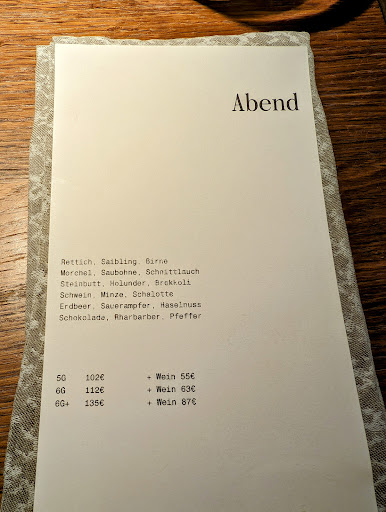 Abend
Rettich, Saibling, Birne
Morchel, Saubohne, Schnittlauch
Steinbutt, Holunder, Brokkoli
Schwein, Minze, Schalotte
Erdbeer, Sauerampfer, Haselnuss
Schokolade, Rharbarber, Pfeffer
5G 102€ + Wein 55€
6G 112€ + Wein 63€
6G+ 135€ + Wein 87€